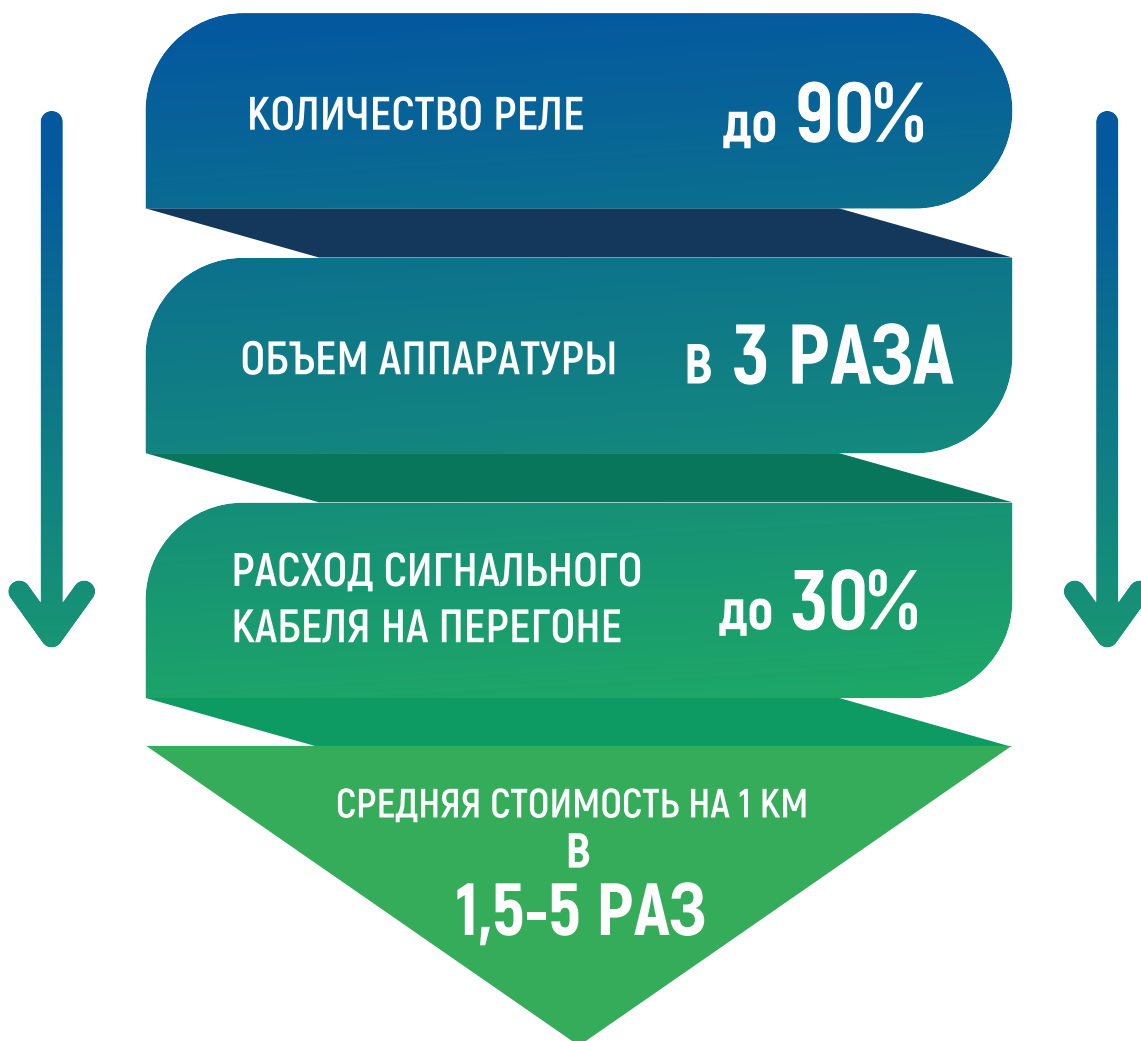 КОЛИЧЕСТВО РЕЛЕ до 90%
ОБЪЕМ АППАРАТУРЫ В 3 РАЗА
РАСХОД СИГНАЛЬНОГО
КАБЕЛЯ НА ПЕРЕГОНЕ до 30%
СРЕДНЯЯ СТОИМОСТЬ НА 1 КМ
В
1,5-5 РАЗ